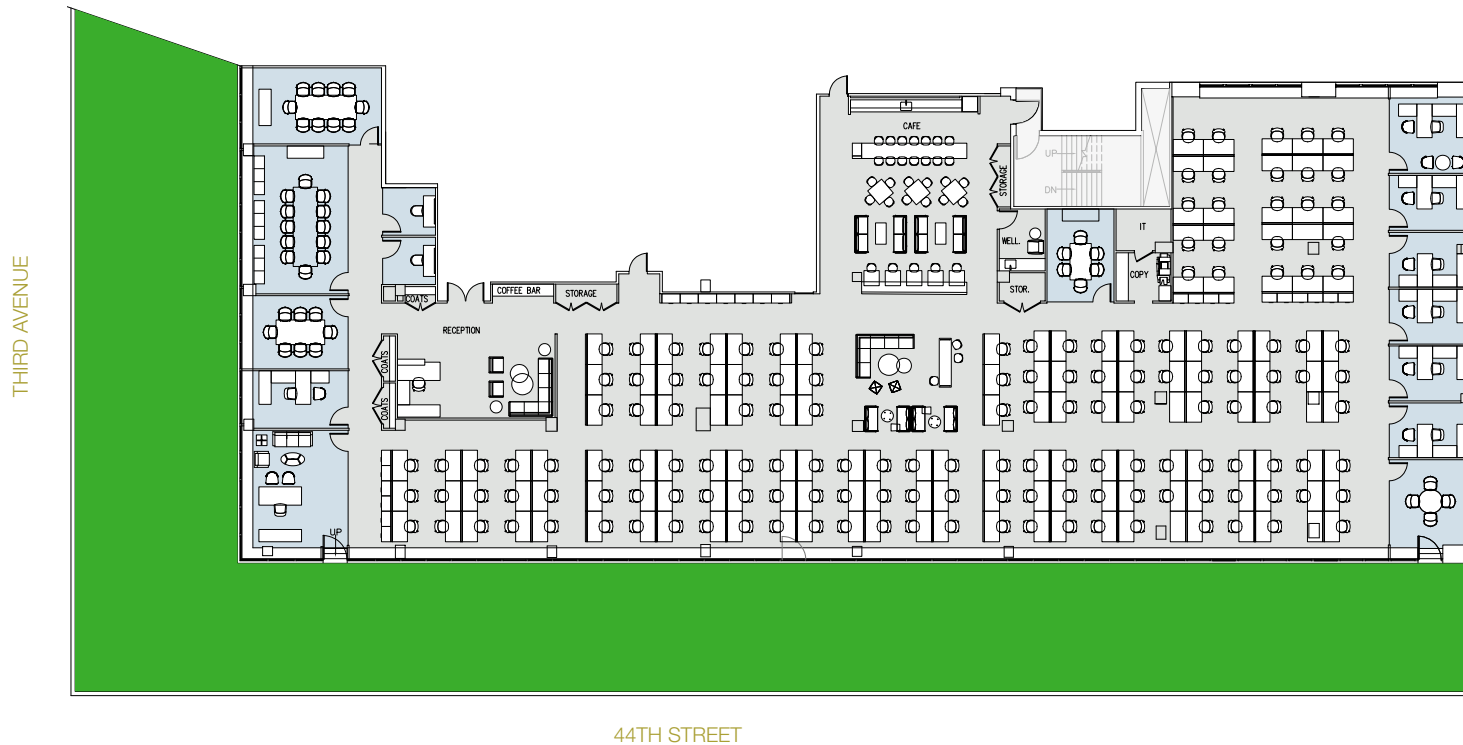 CAFE
UP
STORAGE
DN
IT
WELL.
COPY
STOR.
COFFEE BAR
STORAGE
COATS
RECEPTION
COATS
COATS
UP
THIRD AVENUE
44TH STREET